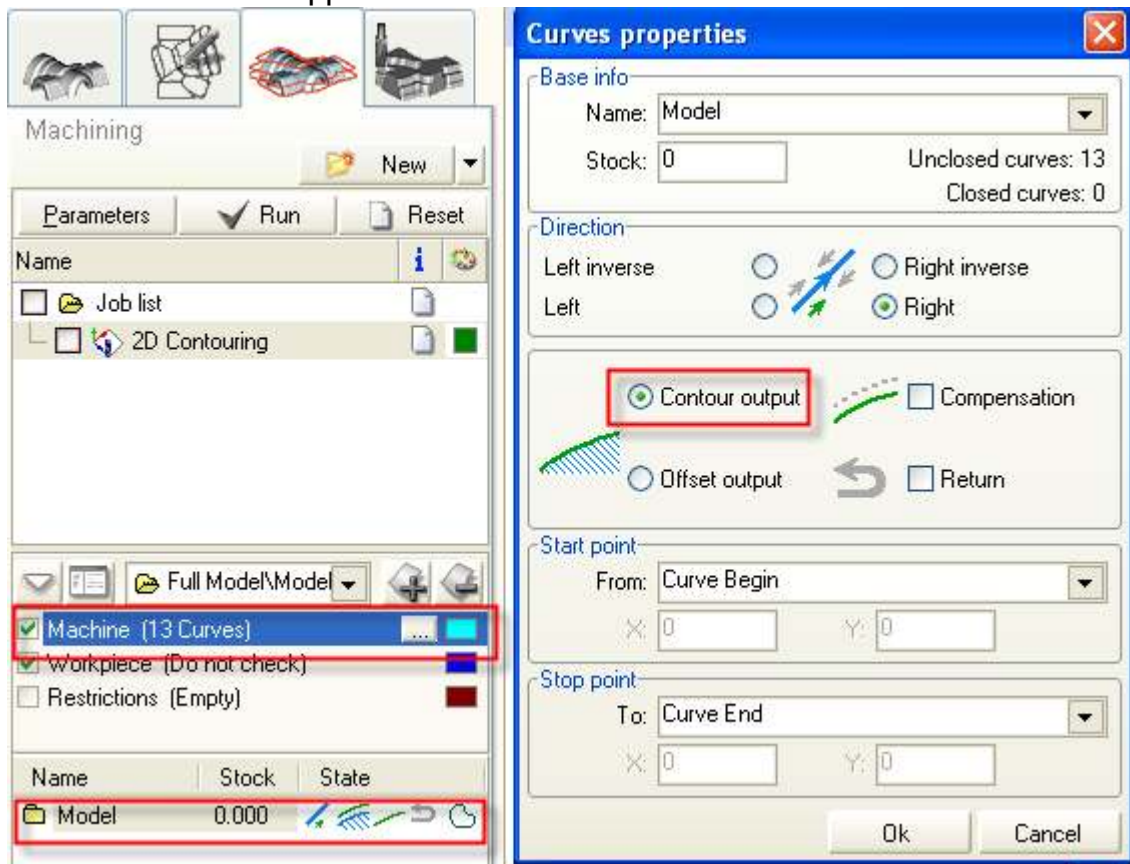 Machining
New
Parameters Run Reset
Name i
Job list
2D Contouring
Full Model\Model
Machine (13 Curves) ...
Workpiece (Do not check)
Restrictions (Empty)
Name Stock State
Model 0.000
Curves properties
Base info
Name: Model
Stock: 0 Unclosed curves: 13
Closed curves: 0
Direction
Left inverse Right inverse
Left Right
Contour output Compensation
Offset output Return
Start point
From: Curve Begin
X: 0 Y: 0
Stop point
To: Curve End
X: 0 Y: 0
Ok Cancel